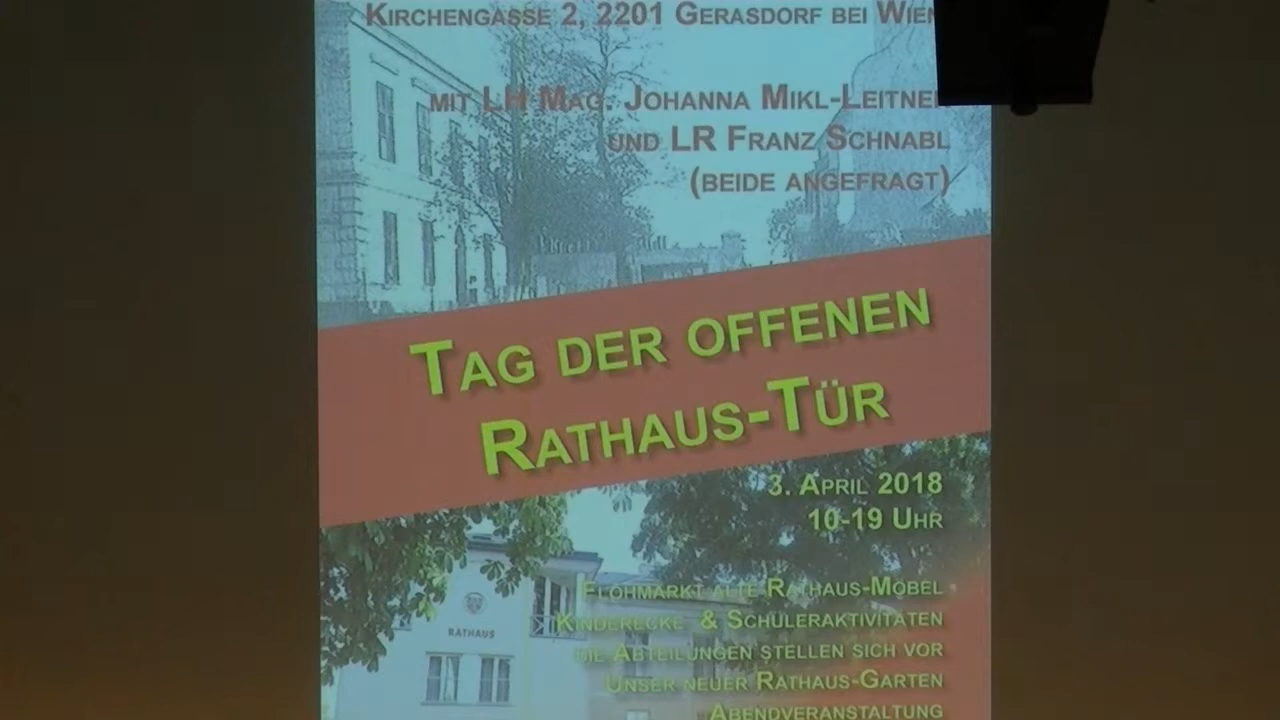 Kirchengasse 2, 2201 Gerasdorf bei Wien
mit LH Mag. Johanna Mikl-Leitner
und LR Franz Schnabl
(beide angefragt)
Tag der offenen
Rathaus-Tür
3. April 2018
10-19 Uhr
Flohmarkt alte Rathaus-Möbel
Kinderecke & Schüleraktivitäten
die Abteilungen stellen sich vor
RATHAUS
Unser neuer Rathaus-Garten
Abendveranstaltung